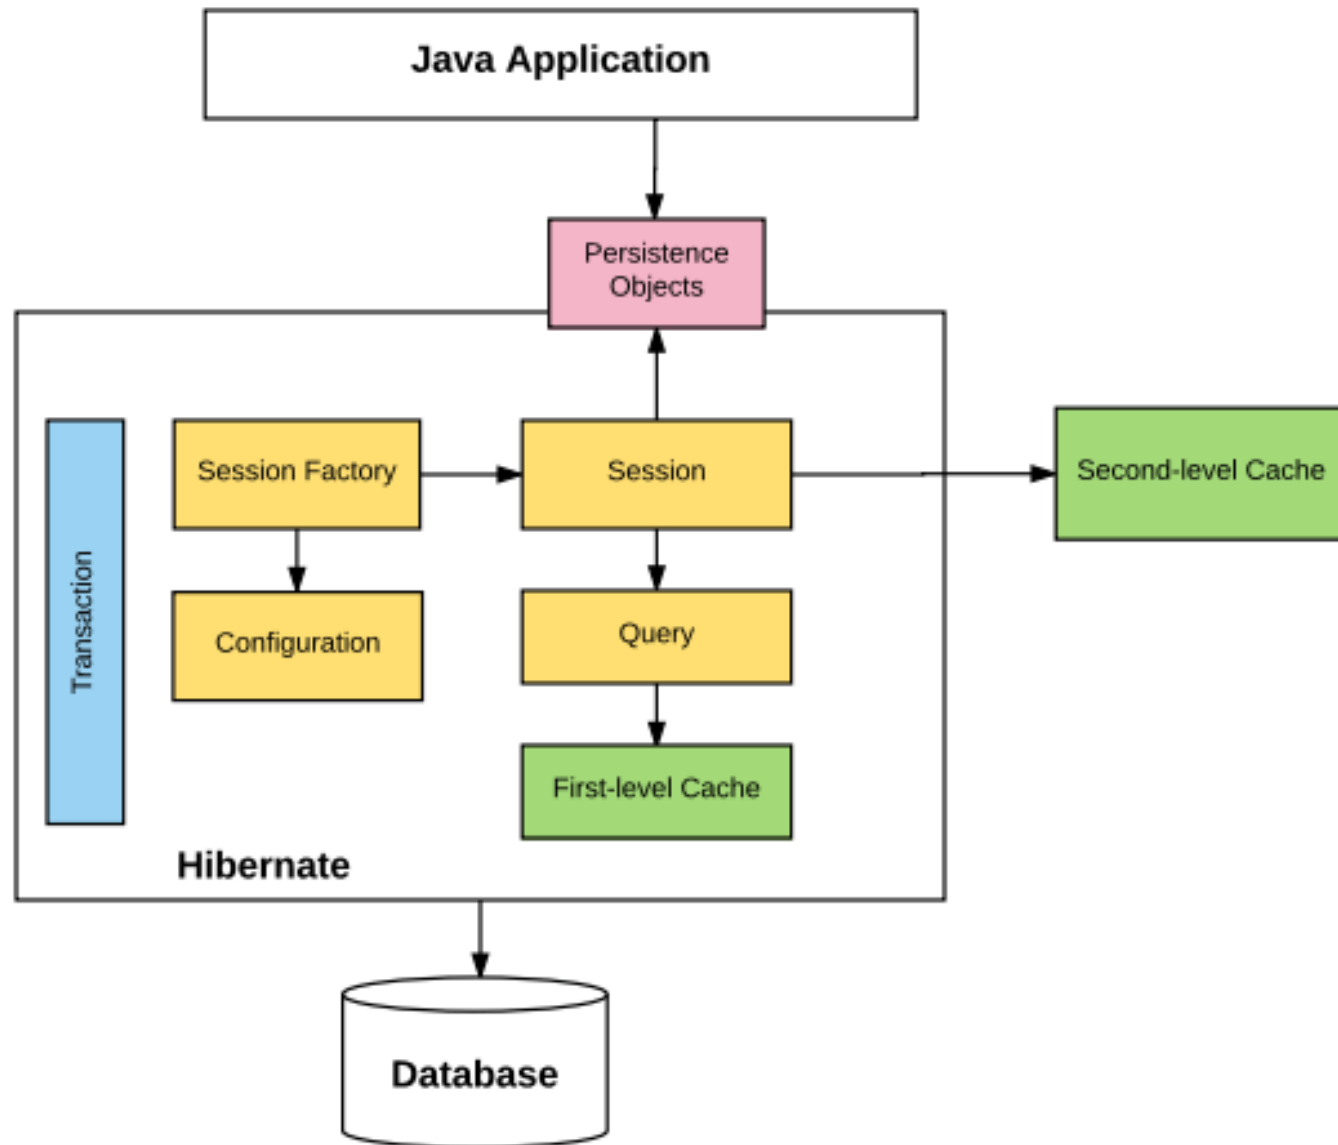 Java Application
Persistence
Objects
Session Factory
Session
Second-level Cache
Transaction
Configuration
Query
First-level Cache
Hibernate
Database